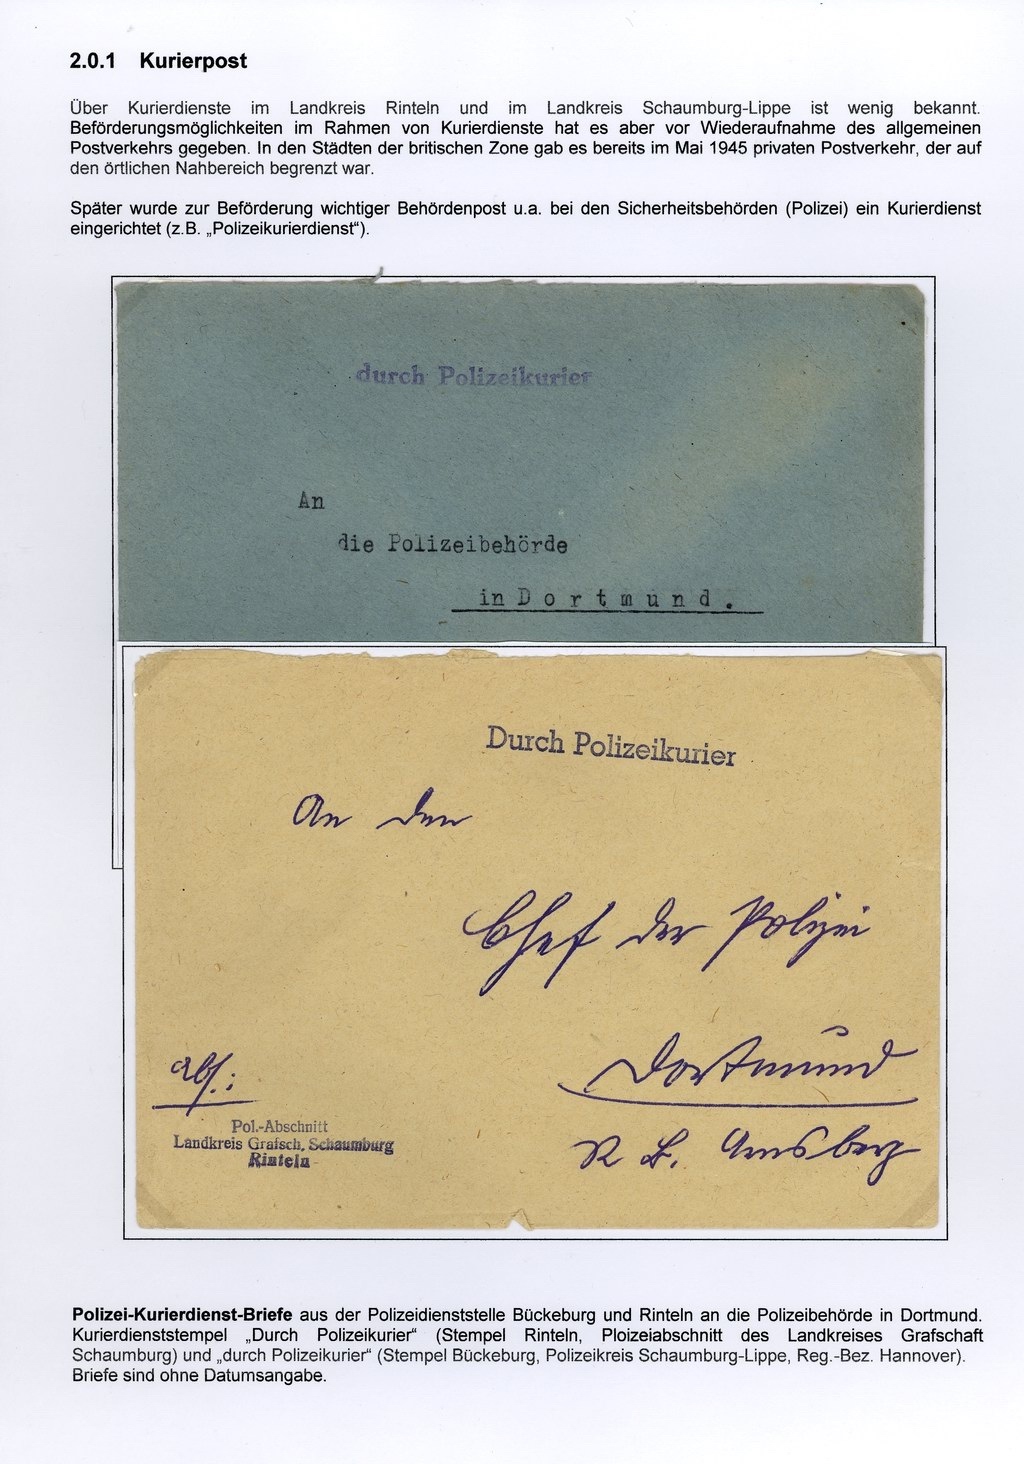 2.0.1 Kurierpost
Über Kurierdienste im Landkreis Rinteln und im Landkreis Schaumburg-Lippe ist wenig bekannt.
Beförderungsmöglichkeiten im Rahmen von Kurierdienste hat es aber vor Wiederaufnahme des allgemeinen
Postverkehrs gegeben. In den Städten der britischen Zone gab es bereits im Mai 1945 privaten Postverkehr, der auf
den örtlichen Nahbereich begrenzt war.
Später wurde zur Beförderung wichtiger Behördenpost u.a. bei den Sicherheitsbehörden (Polizei) ein Kurierdienst
eingerichtet (z.B. „Polizeikurierdienst“).
durch Polizeikurier
An
die Polizeibehörde
in D o r t m u n d .
Durch Polizeikurier
An den
Chef der Polizei
Dortmund
R B. Arnsberg
Abs.:
Pol.-Abschnitt
Landkreis Grafsch. Schaumburg
Rinteln
Polizei-Kurierdienst-Briefe aus der Polizeidienststelle Bückeburg und Rinteln an die Polizeibehörde in Dortmund.
Kurierdienststempel „Durch Polizeikurier“ (Stempel Rinteln, Ploizeiabschnitt des Landkreises Grafschaft
Schaumburg) und „durch Polizeikurier“ (Stempel Bückeburg, Polizeikreis Schaumburg-Lippe, Reg.-Bez. Hannover).
Briefe sind ohne Datumsangabe.